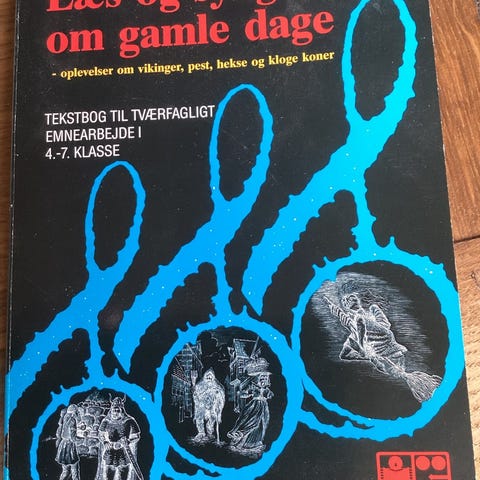 Læs og syng
om gamle dage
- oplevelser om vikinger, pest, hekse og kloge koner
TEKSTBOG TIL TVÆRFAGLIGT
EMNEARBEJDE I
4.-7. KLASSE